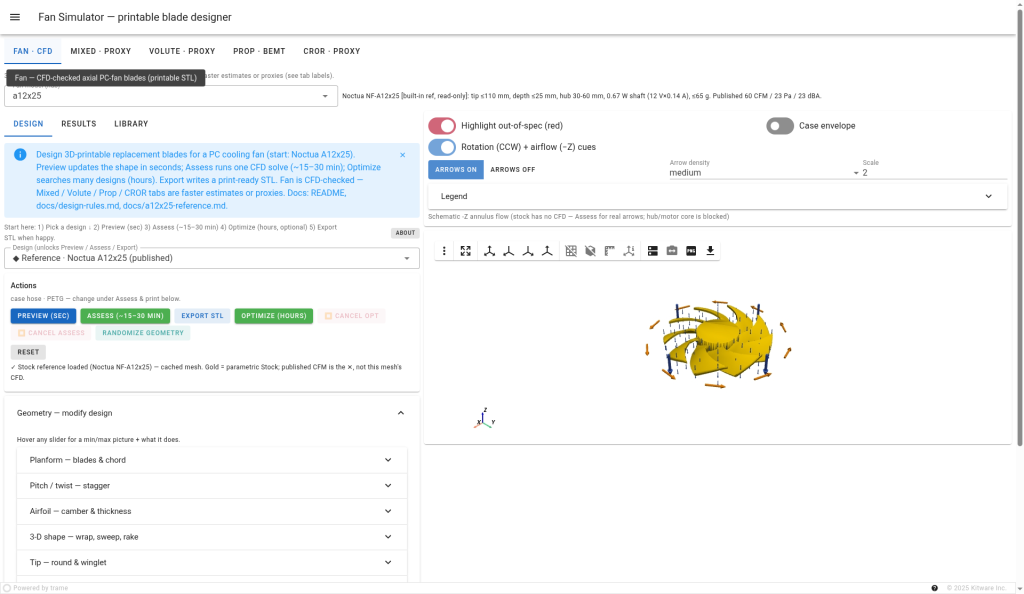 Fan Simulator — printable blade designer
FAN · CFD
MIXED · PROXY
VOLUTE · PROXY
PROP · BEMT
CROR · PROXY
Fan — CFD-checked axial PC-fan blades (printable STL)
aster estimates or proxies (see tab labels).
a12x25
Noctua NF-A12x25 [built-in ref, read-only]: tip ≤110 mm, depth ≤25 mm, hub 30-60 mm, 0.67 W shaft (12 V×0.14 A), ≤65 g. Published 60 CFM / 23 Pa / 23 dBA.
DESIGN
RESULTS
LIBRARY
Highlight out-of-spec (red)
Case envelope
Rotation (CCW) + airflow (−Z) cues
ARROWS ON
ARROWS OFF
Arrow density
medium
Scale
2
Legend
Schematic -Z annulus flow (stock has no CFD — Assess for real arrows; hub/motor core is blocked)
Design 3D-printable replacement blades for a PC cooling fan (start: Noctua A12x25).
Preview updates the shape in seconds; Assess runs one CFD solve (~15–30 min); Optimize
searches many designs (hours). Export writes a print-ready STL. Fan is CFD-checked —
Mixed / Volute / Prop / CROR tabs are faster estimates or proxies. Docs: README,
docs/design-rules.md, docs/a12x25-reference.md.
Start here: 1) Pick a design ↓ 2) Preview (sec) 3) Assess (~15–30 min) 4) Optimize (hours, optional) 5) Export
STL when happy.
ABOUT
Design (unlocks Preview / Assess / Export)
◆ Reference · Noctua A12x25 (published)
Actions
case hose · PETG — change under Assess & print below.
PREVIEW (SEC)
ASSESS (~15–30 MIN)
EXPORT STL
OPTIMIZE (HOURS)
CANCEL OPT
CANCEL ASSESS
RANDOMIZE GEOMETRY
RESET
✓ Stock reference loaded (Noctua NF-A12x25) — cached mesh. Gold = parametric Stock; published CFM is the ✕, not this mesh's
CFD.
Geometry — modify design
Hover any slider for a min/max picture + what it does.
Planform — blades & chord
Pitch / twist — stagger
Airfoil — camber & thickness
3-D shape — wrap, sweep, rake
Tip — round & winglet
PNG
Z
X
Y
Powered by trame
© 2025 Kitware Inc.